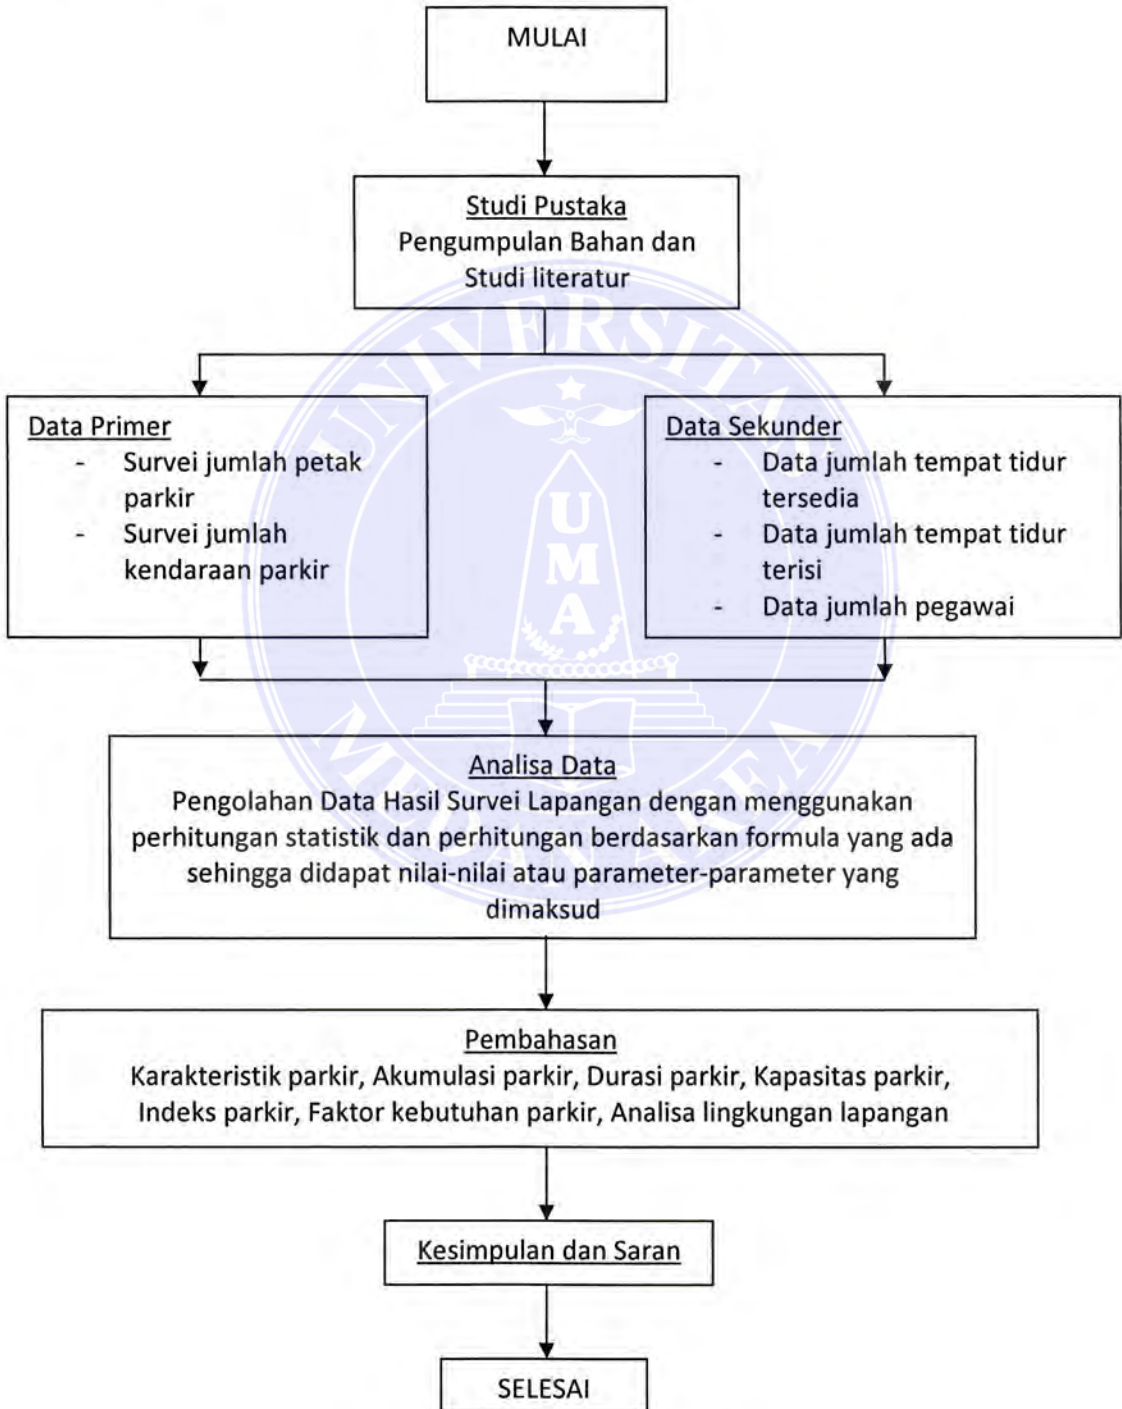 MULAI
Studi Pustaka
Pengumpulan Bahan dan
Studi literatur
Data Primer
- Survei jumlah petak
parkir
- Survei jumlah
kendaraan parkir
Data Sekunder
- Data jumlah tempat tidur
tersedia
- Data jumlah tempat tidur
terisi
- Data jumlah pegawai
UNIVERSITAS
UMA
MEDAN AREA
Analisa Data
Pengolahan Data Hasil Survei Lapangan dengan menggunakan
perhitungan statistik dan perhitungan berdasarkan formula yang ada
sehingga didapat nilai-nilai atau parameter-parameter yang
dimaksud
Pembahasan
Karakteristik parkir, Akumulasi parkir, Durasi parkir, Kapasitas parkir,
Indeks parkir, Faktor kebutuhan parkir, Analisa lingkungan lapangan
Kesimpulan dan Saran
SELESAI